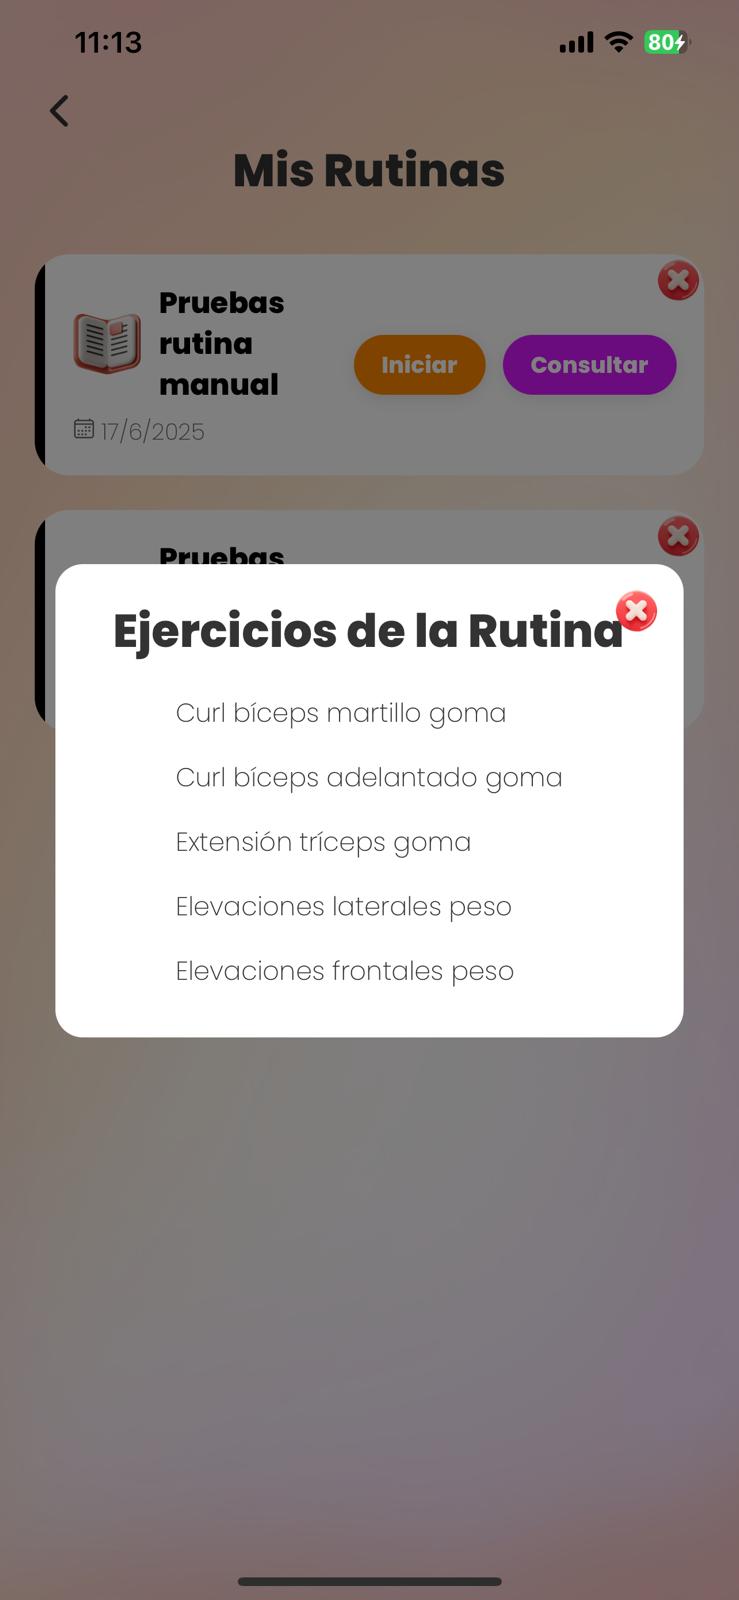 11:13
80
Mis Rutinas
Pruebas
rutina
manual
Iniciar
Consultar
17/6/2025
Pruebas
Ejercicios de la Rutina
Curl bíceps martillo goma
Curl bíceps adelantado goma
Extensión tríceps goma
Elevaciones laterales peso
Elevaciones frontales peso